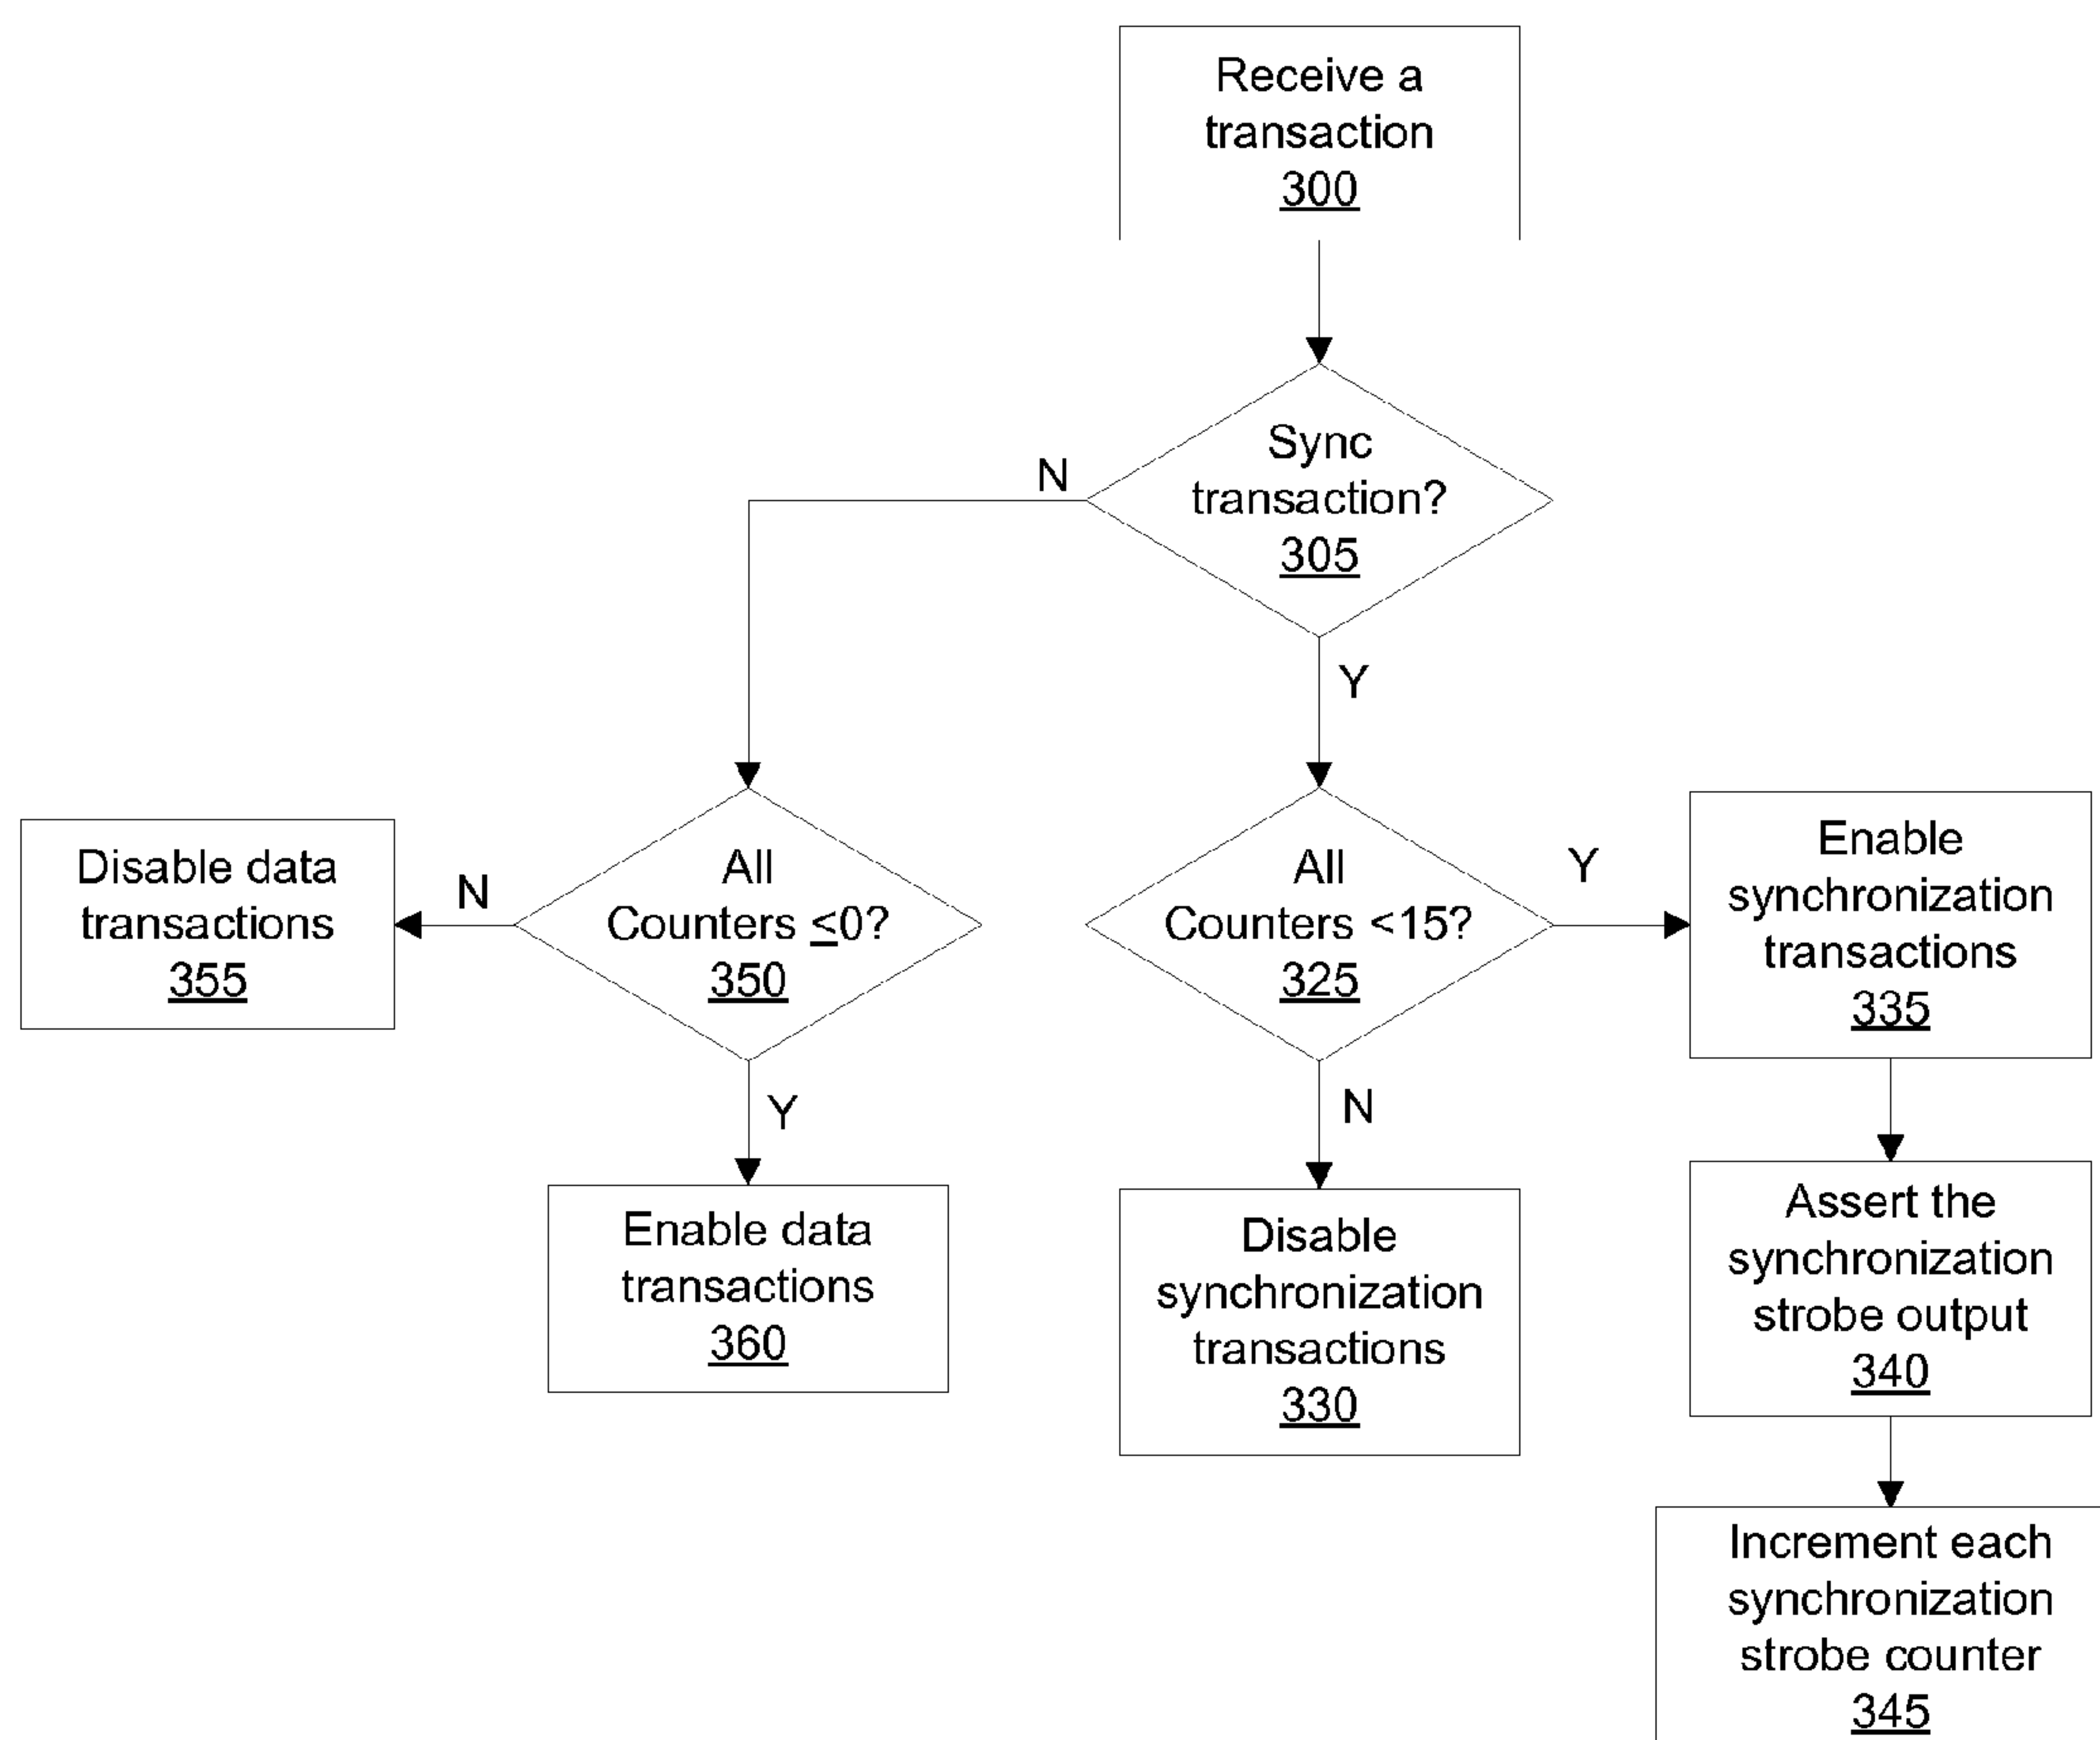 Receive a
transaction
300
Sync
transaction?
305
N
Y
All
Counters ≤0?
350
N
Y
Disable data
transactions
355
Enable data
transactions
360
All
Counters <15?
325
Y
N
Disable
synchronization
transactions
330
Enable
synchronization
transactions
335
Assert the
synchronization
strobe output
340
Increment each
synchronization
strobe counter
345